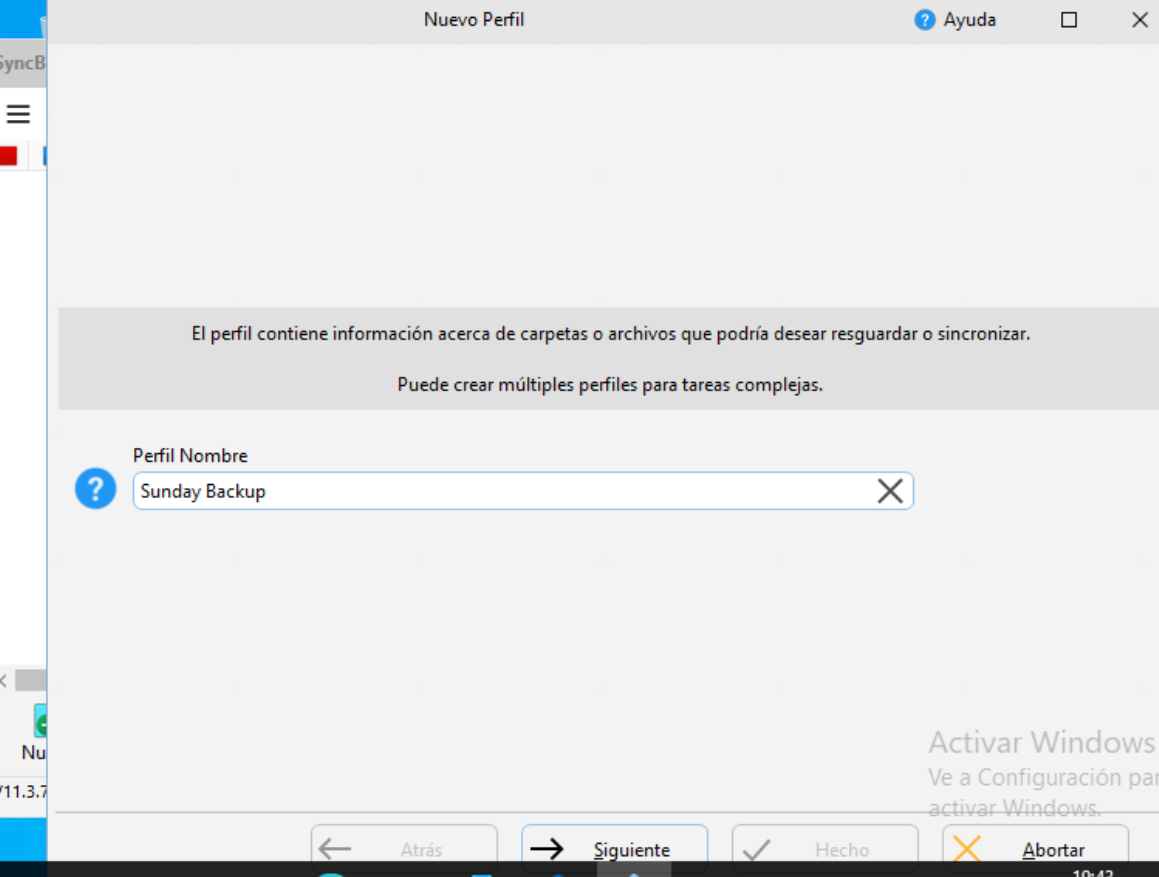 Nuevo Perfil
Ayuda
El perfil contiene información acerca de carpetas o archivos que podría desear resguardar o sincronizar.
Puede crear múltiples perfiles para tareas complejas.
Perfil Nombre
Sunday Backup
Nu
Activar Windows
Ve a Configuración par
activar Windows.
Atrás
Siguiente
Hecho
Abortar